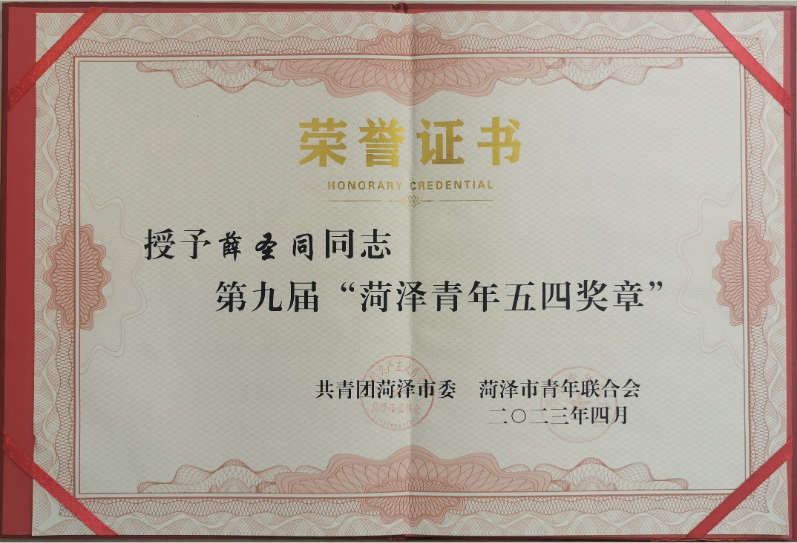 荣誉证书
HONORARY CREDENTIAL
授予薛圣同同志
第九届“菏泽青年五四奖章”
共青团菏泽市委 菏泽市青年联合会
二〇二三年四月